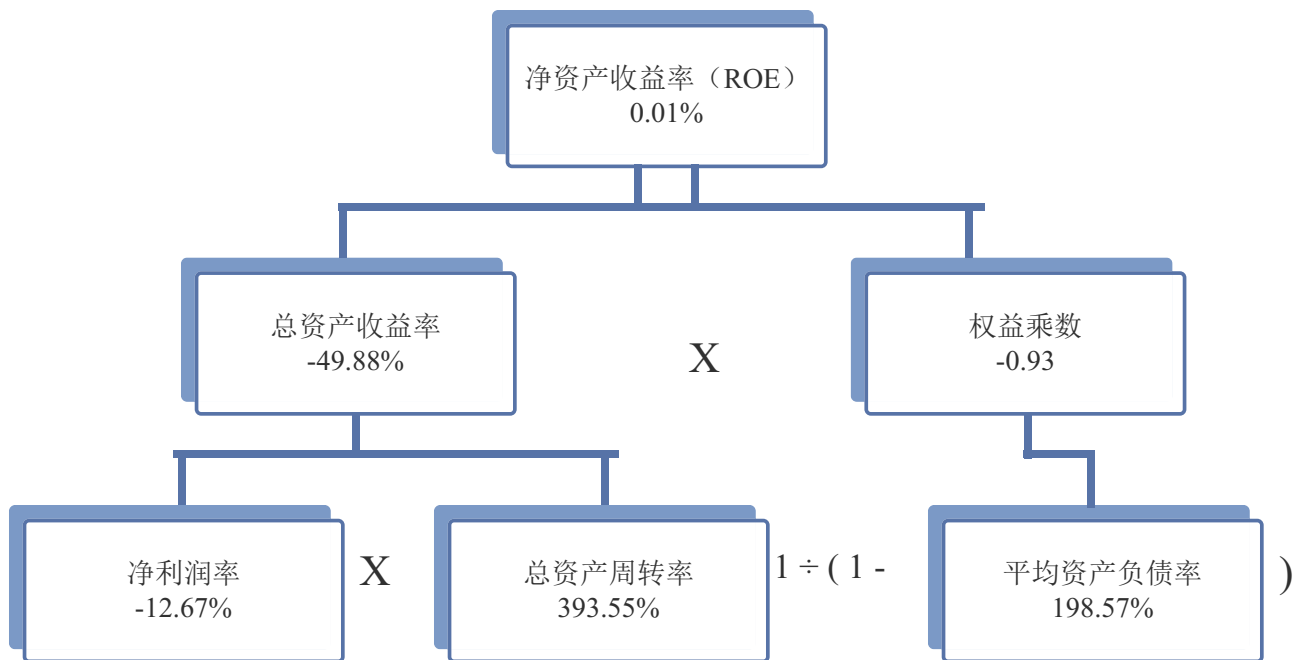 净资产收益率（ROE）
0.01%
总资产收益率
-49.88%
X
权益乘数
-0.93
净利润率
-12.67%
X
总资产周转率
393.55%
1 ÷ ( 1 -
平均资产负债率
198.57%
)